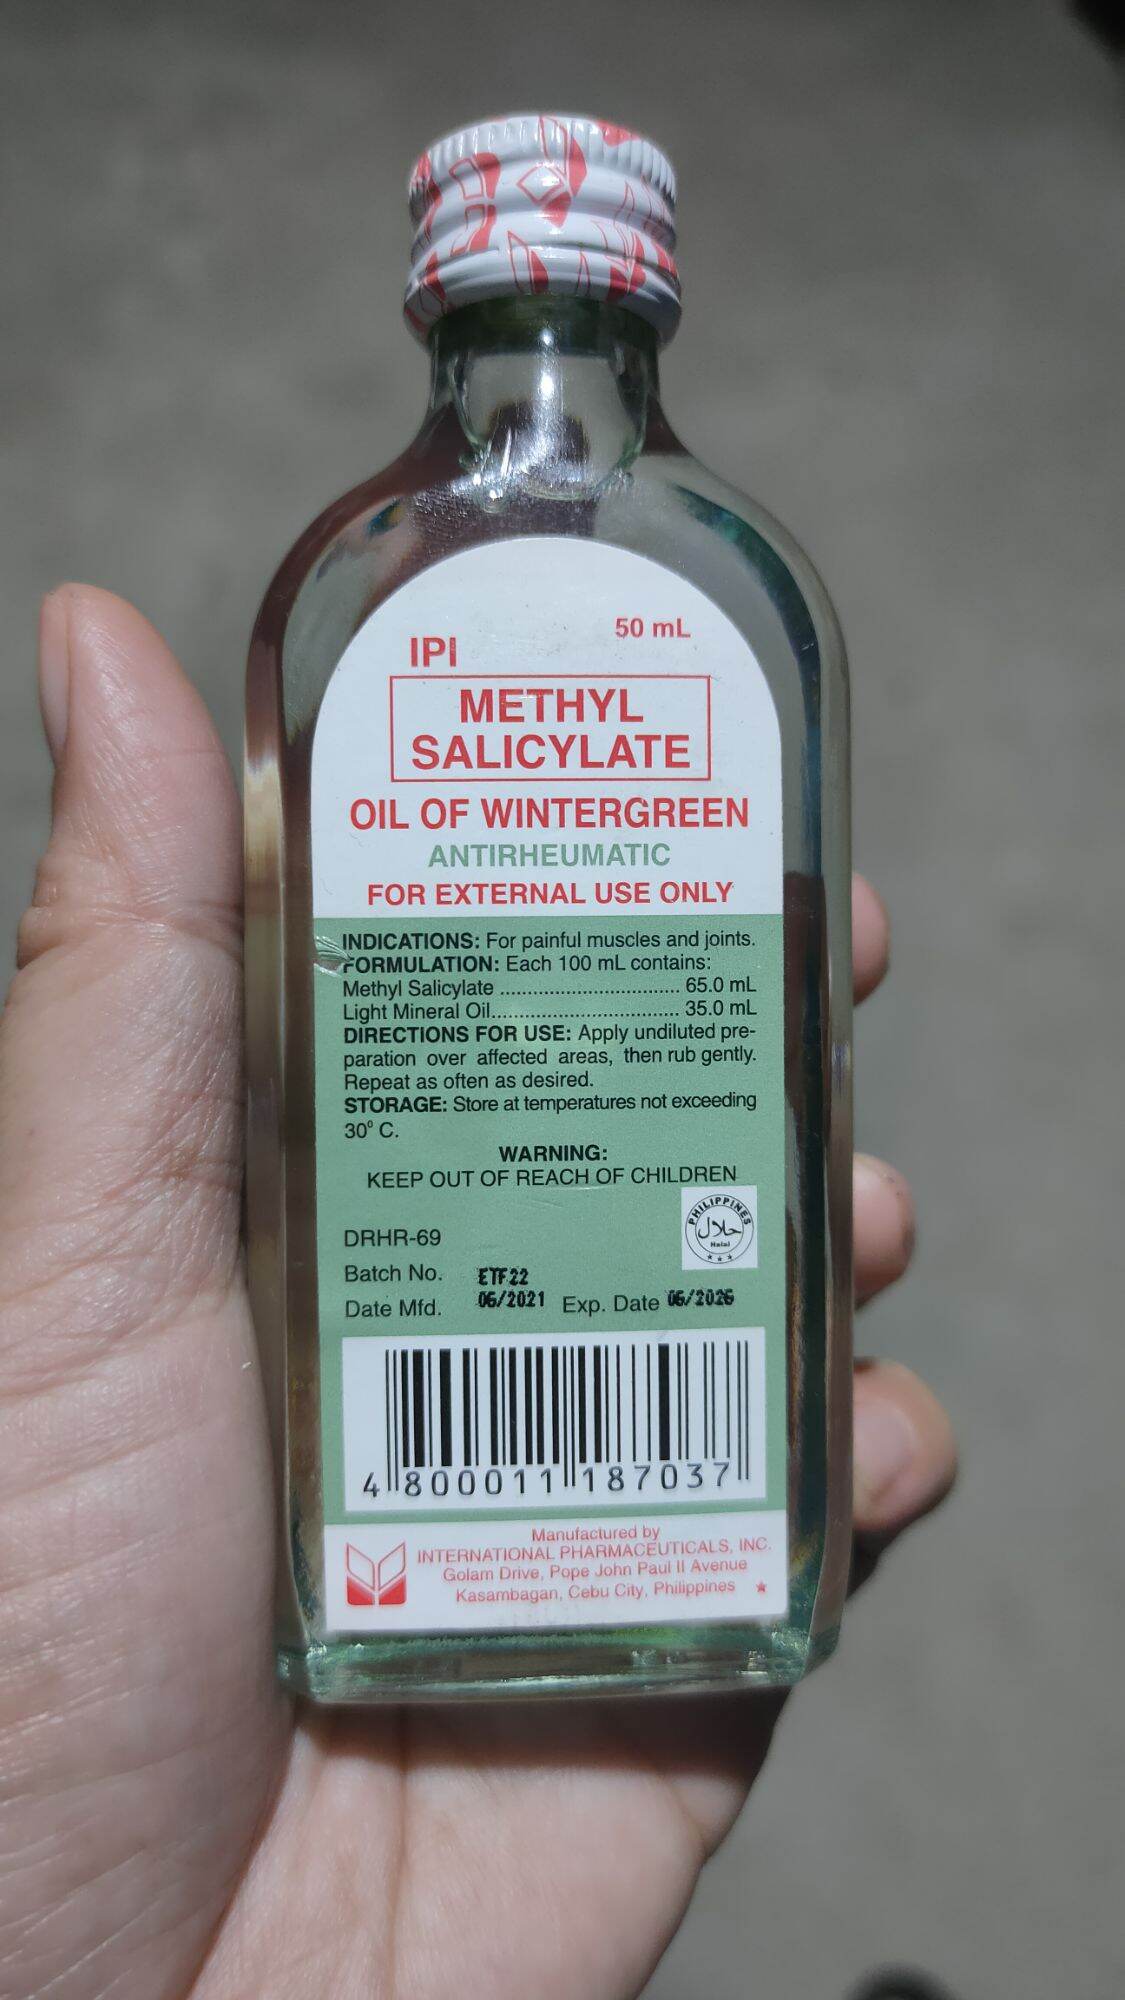 50 mL
IPI
METHYL
SALICYLATE
OIL OF WINTERGREEN
ANTIRHEUMATIC
FOR EXTERNAL USE ONLY
INDICATIONS: For painful muscles and joints.
FORMULATION: Each 100 mL contains:
Methyl Salicylate ................................. 65.0 mL
Light Mineral Oil.................................. 35.0 mL
DIRECTIONS FOR USE: Apply undiluted pre-
paration over affected areas, then rub gently.
Repeat as often as desired.
STORAGE: Store at temperatures not exceeding
30⁰ C.
WARNING:
KEEP OUT OF REACH OF CHILDREN
PHILIPPINES
حلال
Halal
DRHR-69
Batch No. ETF22
Date Mfd. 06/2021 Exp. Date 06/2026
4 800011 187037
Manufactured by
INTERNATIONAL PHARMACEUTICALS, INC.
Golam Drive, Pope John Paul II Avenue
Kasambagan, Cebu City, Philippines